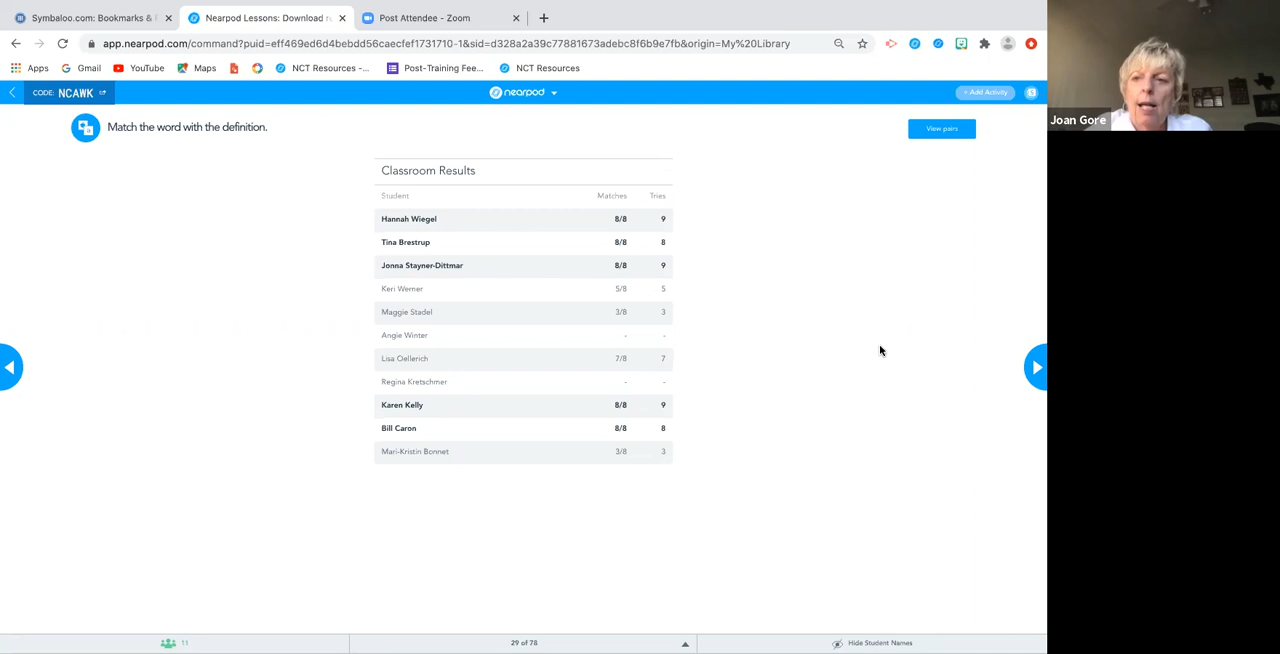 Symbaloo.com: Bookmarks & F
Nearpod Lessons: Download r
Post Attendee - Zoom
app.nearpod.com/command?puid=eff469ed6d4bebdd56caecfef1731710-1&sid=d328a2a39c77881673adebc8f6b9e7fb&origin=My%20Library
Apps
Gmail
YouTube
Maps
NCT Resources -...
Post-Training Fee...
NCT Resources
CODE: NCAWK
nearpod
+ Add Activity
Match the word with the definition.
View pairs
Joan Gore
Classroom Results
Student Matches Tries
Hannah Wiegel 8/8 9
Tina Brestrup 8/8 8
Jonna Stayner-Dittmar 8/8 9
Keri Werner 5/8 5
Maggie Stadel 3/8 3
Angie Winter - -
Lisa Oellerich 7/8 7
Regina Kretschmer - -
Karen Kelly 8/8 9
Bill Caron 8/8 8
Mari-Kristin Bonnet 3/8 3
11
29 of 78
Hide Student Names